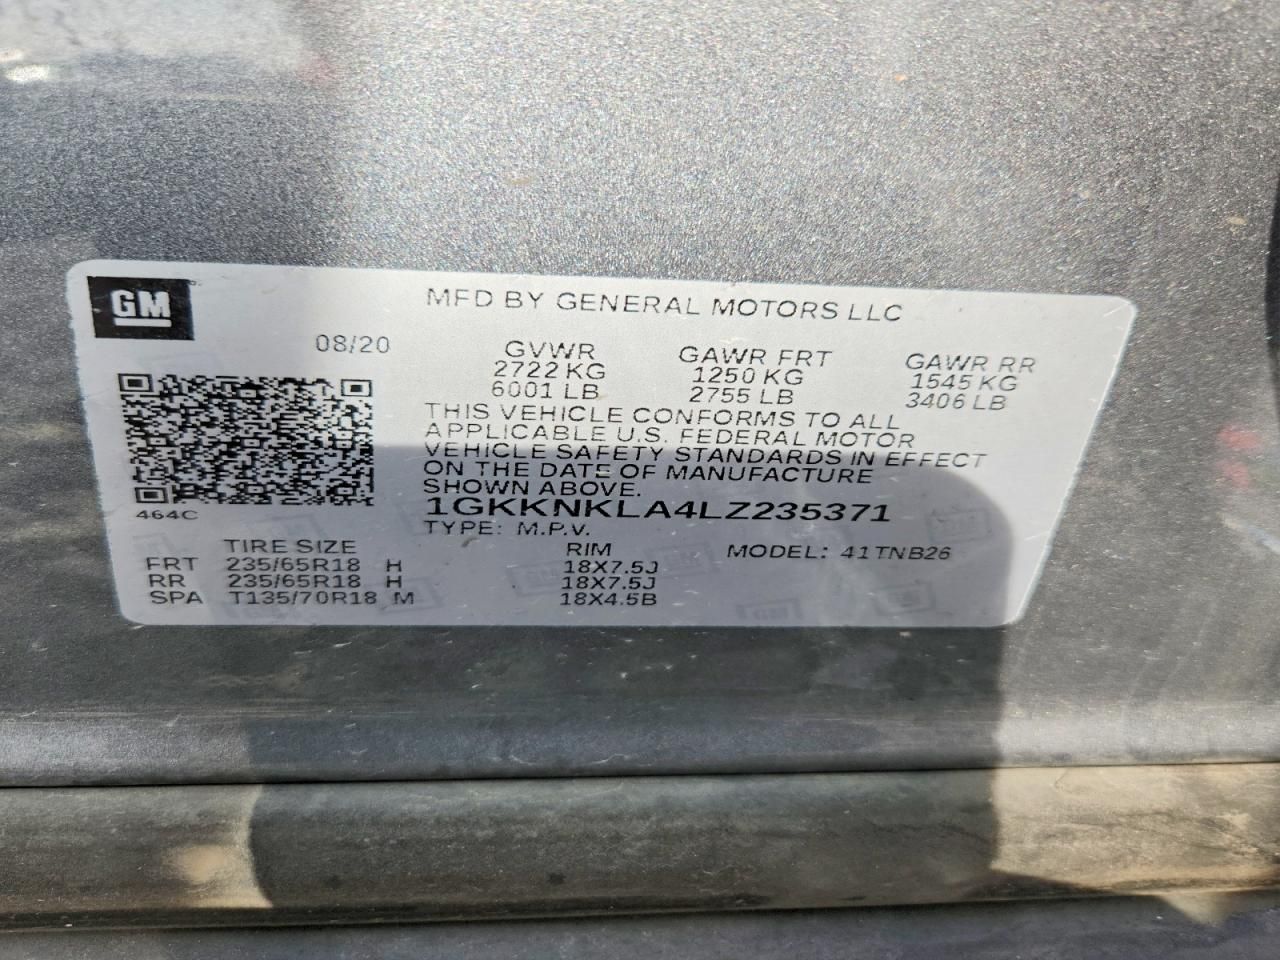 GM
MFD BY GENERAL MOTORS LLC
08/20
GVWR GAWR FRT GAWR RR
2722 KG 1250 KG 1545 KG
6001 LB 2755 LB 3406 LB
THIS VEHICLE CONFORMS TO ALL
APPLICABLE U.S. FEDERAL MOTOR
VEHICLE SAFETY STANDARDS IN EFFECT
ON THE DATE OF MANUFACTURE
SHOWN ABOVE.
464C
1GKKNKLA4LZ235371
TYPE: M.P.V.
TIRE SIZE RIM MODEL: 41TNB26
FRT 235/65R18 H 18X7.5J
RR 235/65R18 H 18X7.5J
SPA T135/70R18 M 18X4.5B